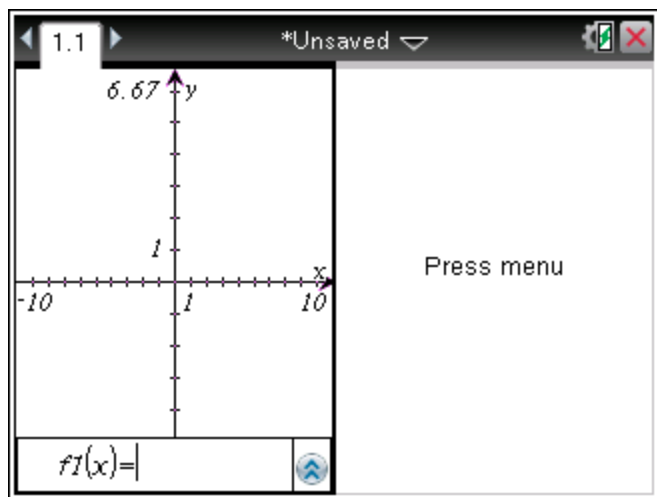 1.1 *Unsaved
6.67 y
1
x
-10 1 10
Press menu
f1(x)=